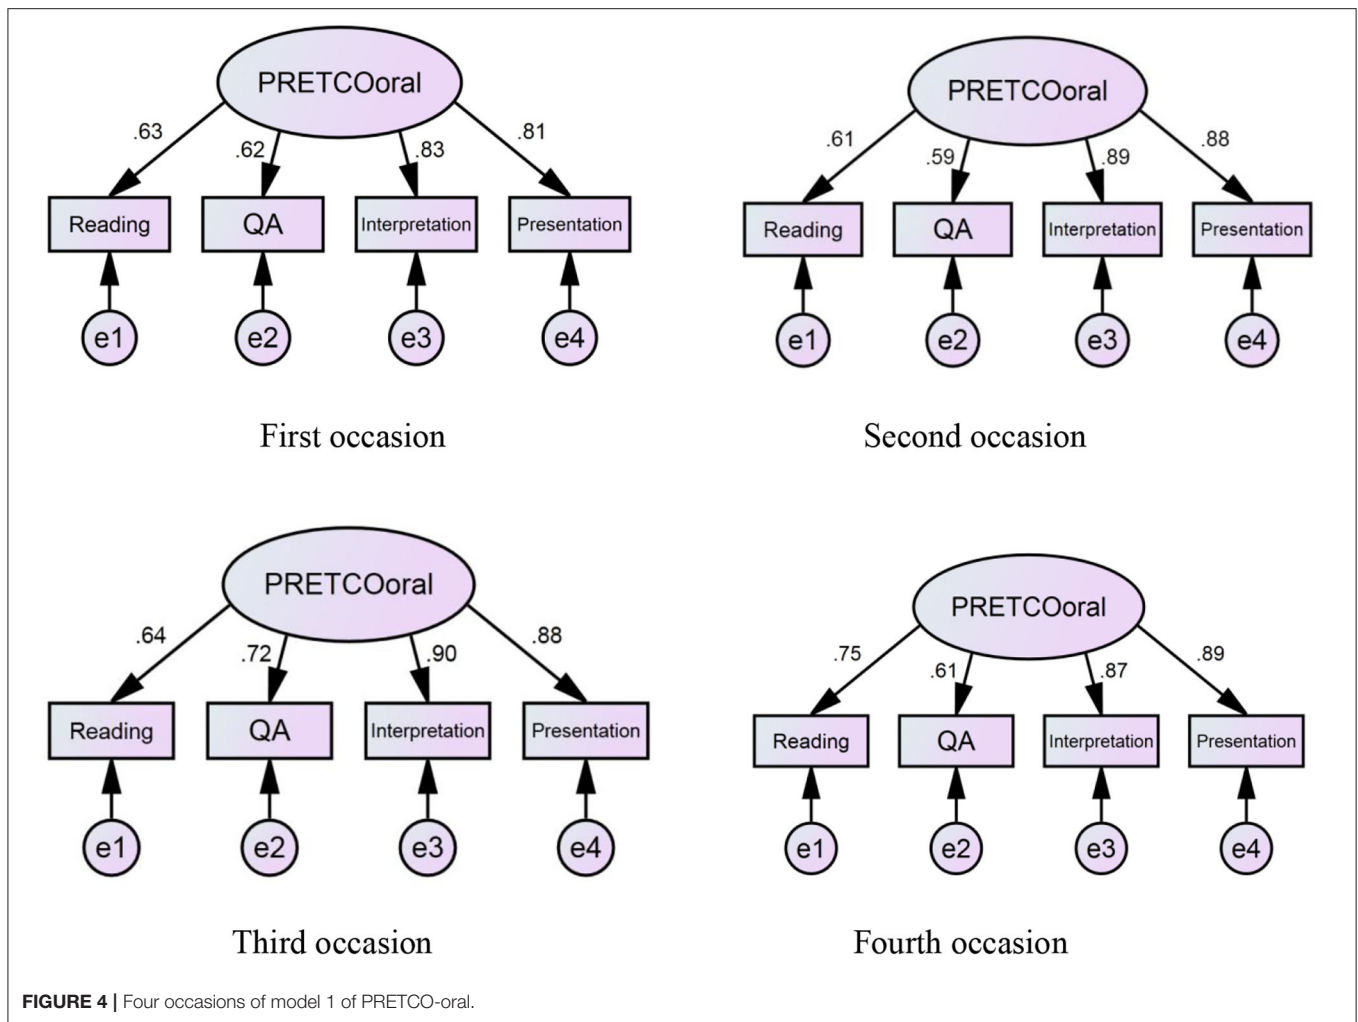 PRETCOoral
.63
.62
.83
.81
Reading
QA
Interpretation
Presentation
e1
e2
e3
e4
First occasion
PRETCOoral
.61
.59
.89
.88
Reading
QA
Interpretation
Presentation
e1
e2
e3
e4
Second occasion
PRETCOoral
.64
.72
.90
.88
Reading
QA
Interpretation
Presentation
e1
e2
e3
e4
Third occasion
PRETCOoral
.75
.61
.87
.89
Reading
QA
Interpretation
Presentation
e1
e2
e3
e4
Fourth occasion
FIGURE 4 | Four occasions of model 1 of PRETCO-oral.